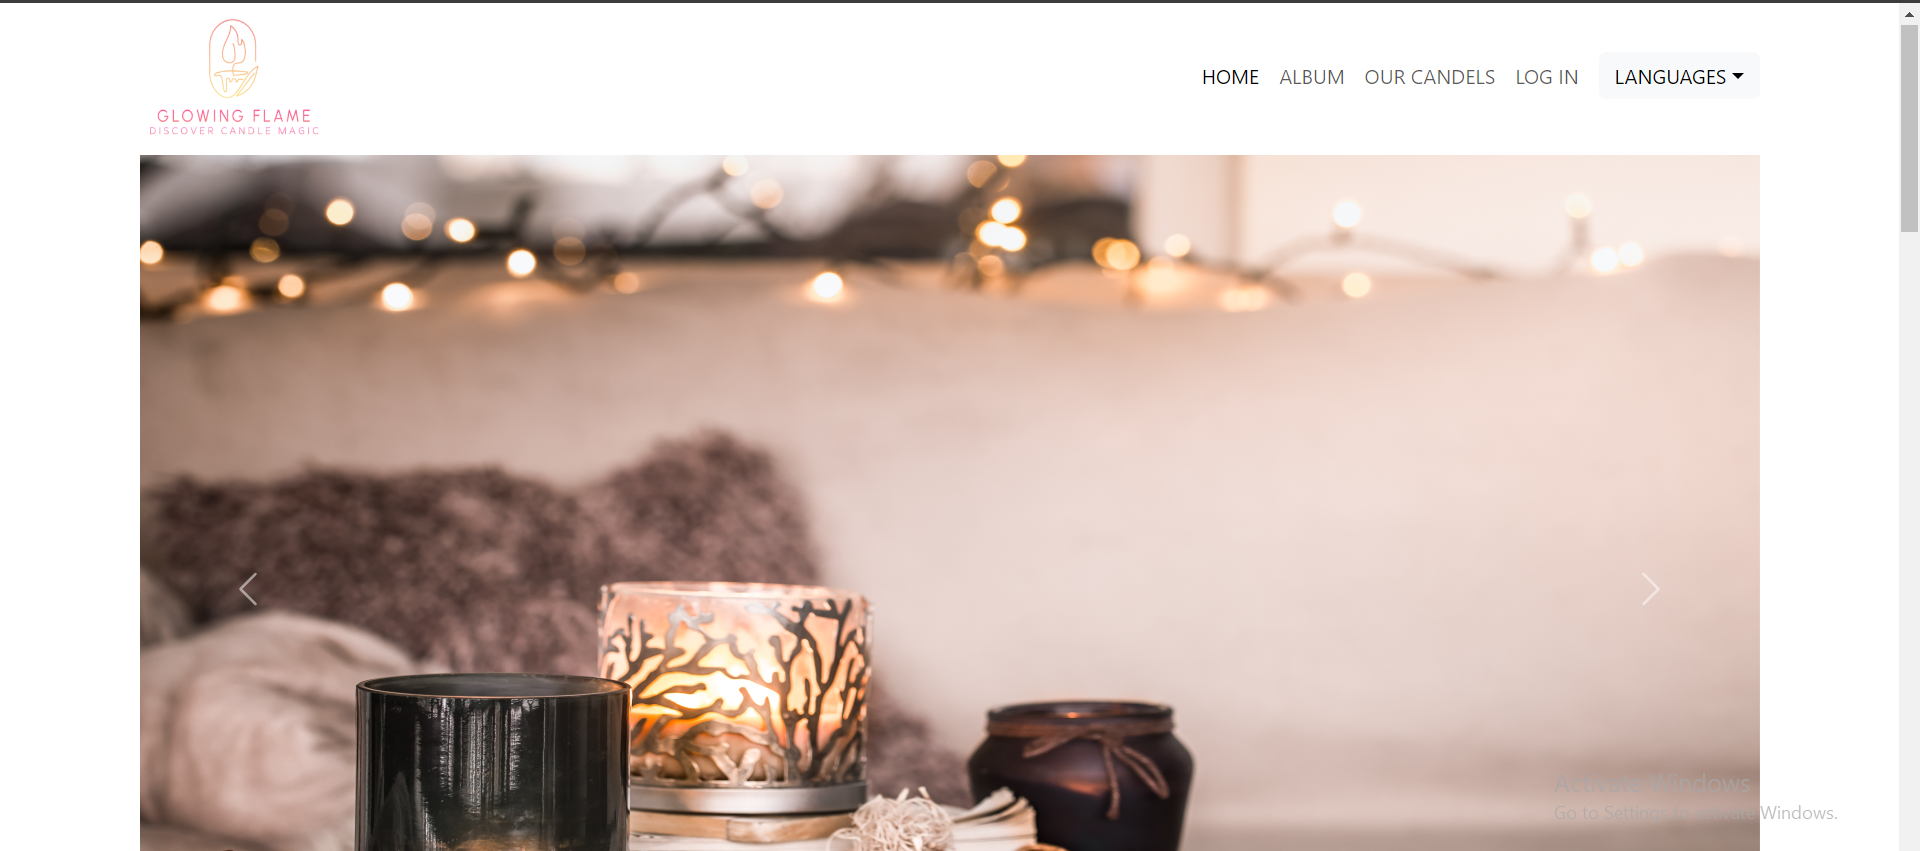 GLOWING FLAME
DISCOVER CANDLE MAGIC
HOME ALBUM OUR CANDELS LOG IN LANGUAGES
Activate Windows
Go to Settings to activate Windows.